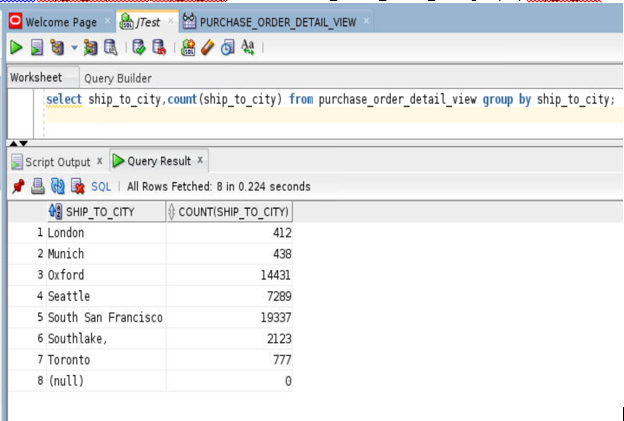 Welcome Page x JTest x PURCHASE_ORDER_DETAIL_VIEW x
Worksheet Query Builder
select ship_to_city,count(ship_to_city) from purchase_order_detail_view group by ship_to_city;
Script Output x Query Result x
SQL | All Rows Fetched: 8 in 0.224 seconds
SHIP_TO_CITY COUNT(SHIP_TO_CITY)
1 London 412
2 Munich 438
3 Oxford 14431
4 Seattle 7289
5 South San Francisco 19337
6 Southlake, 2123
7 Toronto 777
8 (null) 0